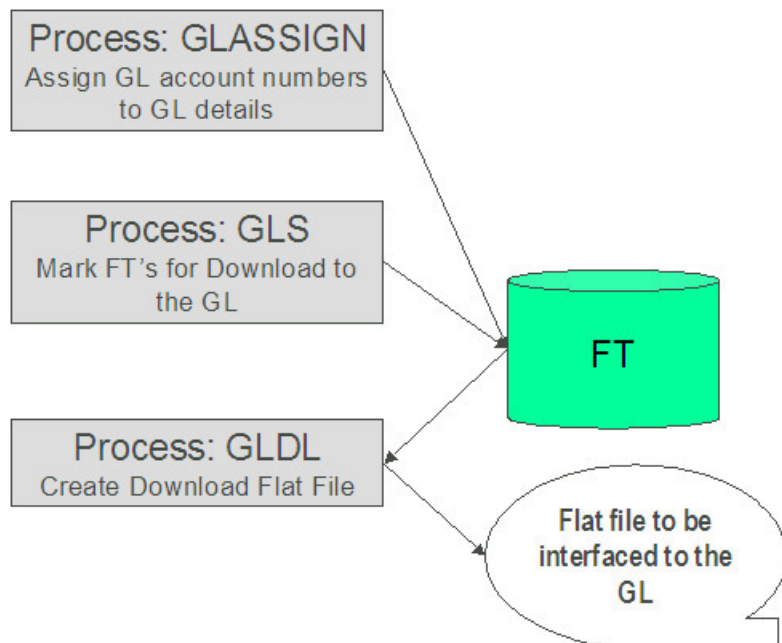 Process: GLASSIGN
Assign GL account numbers
to GL details
Process: GLS
Mark FT's for Download to
the GL
FT
Process: GLDL
Create Download Flat File
Flat file to be
interfaced to the
GL